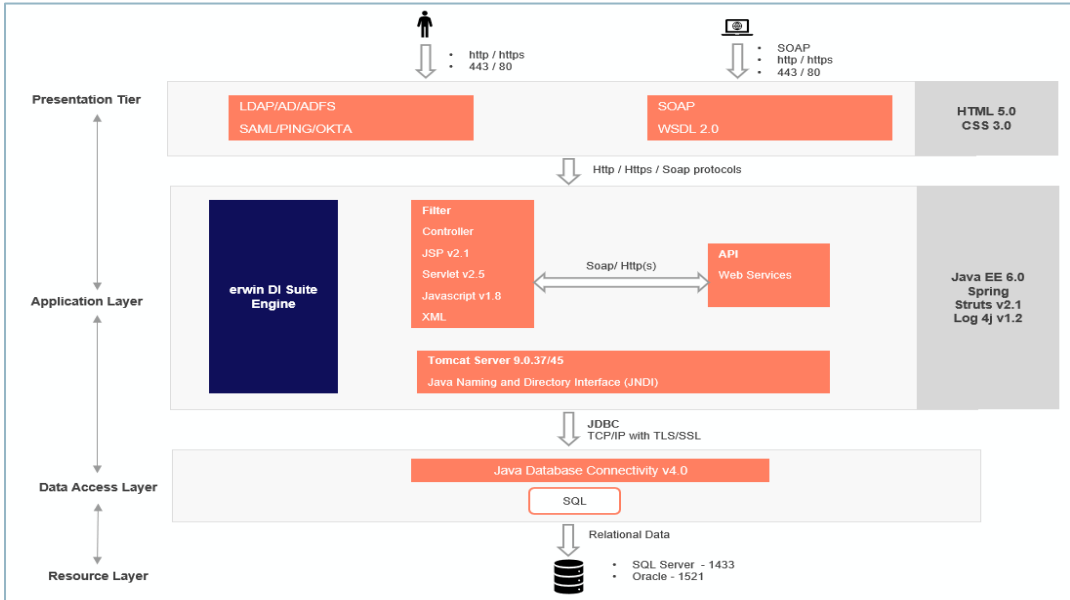 http / https
443 / 80
SOAP
http / https
443 / 80
Presentation Tier
LDAP/AD/ADFS
SAML/PING/OKTA
SOAP
WSDL 2.0
HTML 5.0
CSS 3.0
Http / Https / Soap protocols
Application Layer
erwin DI Suite
Engine
Filter
Controller
JSP v2.1
Servlet v2.5
Javascript v1.8
XML
Soap/ Http(s)
API
Web Services
Tomcat Server 9.0.37/45
Java Naming and Directory Interface (JNDI)
Java EE 6.0
Spring
Struts v2.1
Log 4j v1.2
JDBC
TCP/IP with TLS/SSL
Data Access Layer
Java Database Connectivity v4.0
SQL
Relational Data
Resource Layer
SQL Server - 1433
Oracle - 1521